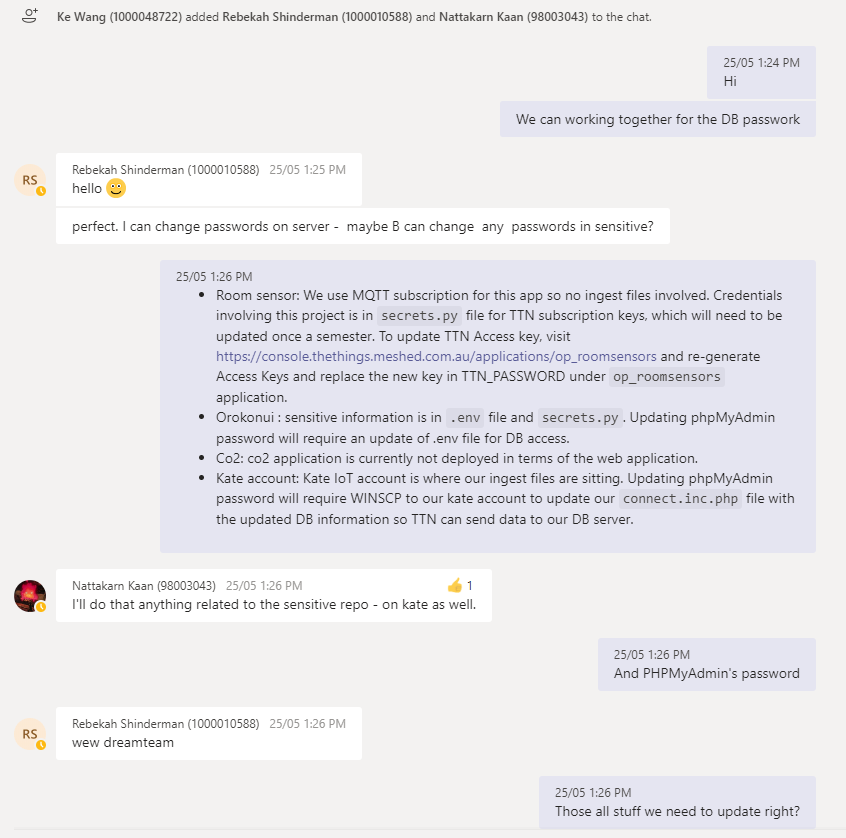 Ke Wang (1000048722) added Rebekah Shinderman (1000010588) and Nattakarn Kaan (98003043) to the chat.
25/05 1:24 PM
Hi
We can working together for the DB passwork
RS
Rebekah Shinderman (1000010588) 25/05 1:25 PM
hello 🙂
perfect. I can change passwords on server - maybe B can change any passwords in sensitive?
25/05 1:26 PM
• Room sensor: We use MQTT subscription for this app so no ingest files involved. Credentials
involving this project is in secrets.py file for TTN subscription keys, which will need to be
updated once a semester. To update TTN Access key, visit
https://console.thethings.meshed.com.au/applications/op_roomsensors and re-generate
Access Keys and replace the new key in TTN_PASSWORD under op_roomsensors
application.
• Orokonui : sensitive information is in .env file and secrets.py. Updating phpMyAdmin
password will require an update of .env file for DB access.
• Co2: co2 application is currently not deployed in terms of the web application.
• Kate account: Kate IoT account is where our ingest files are sitting. Updating phpMyAdmin
password will require WINSCP to our kate account to update our connect.inc.php file with
the updated DB information so TTN can send data to our DB server.
Nattakarn Kaan (98003043) 25/05 1:26 PM 👍 1
I'll do that anything related to the sensitive repo - on kate as well.
25/05 1:26 PM
And PHPMyAdmin's password
RS
Rebekah Shinderman (1000010588) 25/05 1:26 PM
wew dreamteam
25/05 1:26 PM
Those all stuff we need to update right?